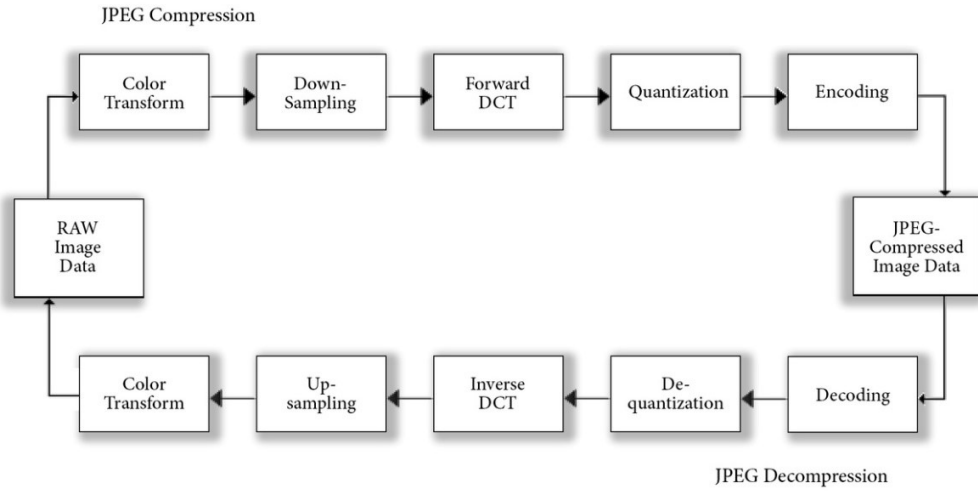 JPEG Compression
Color
Transform
Down-
Sampling
Forward
DCT
Quantization
Encoding
RAW
Image
Data
JPEG-
Compressed
Image Data
Color
Transform
Up-
sampling
Inverse
DCT
De-
quantization
Decoding
JPEG Decompression